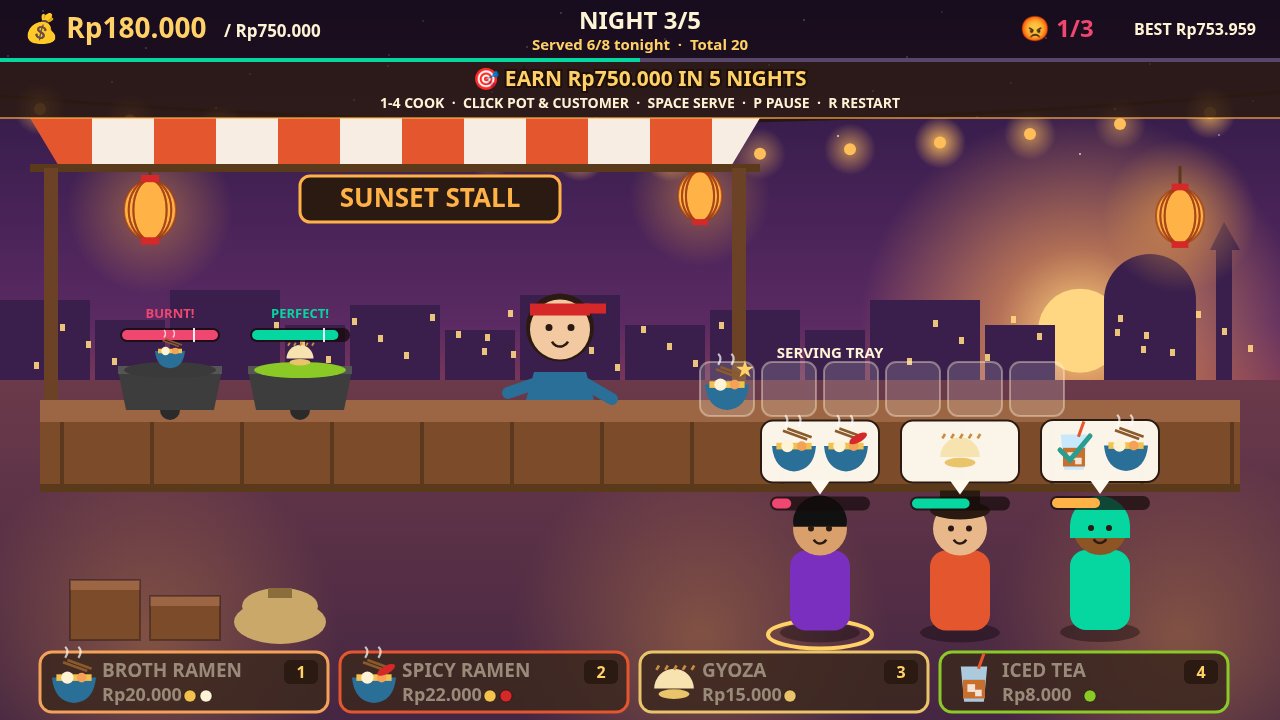 Rp180.000 / Rp750.000
NIGHT 3/5
Served 6/8 tonight · Total 20
1/3
BEST Rp753.959
EARN Rp750.000 IN 5 NIGHTS
1-4 COOK · CLICK POT & CUSTOMER · SPACE SERVE · P PAUSE · R RESTART
SUNSET STALL
BURNT!
PERFECT!
SERVING TRAY
BROTH RAMEN 1
Rp20.000
SPICY RAMEN 2
Rp22.000
GYOZA 3
Rp15.000
ICED TEA 4
Rp8.000